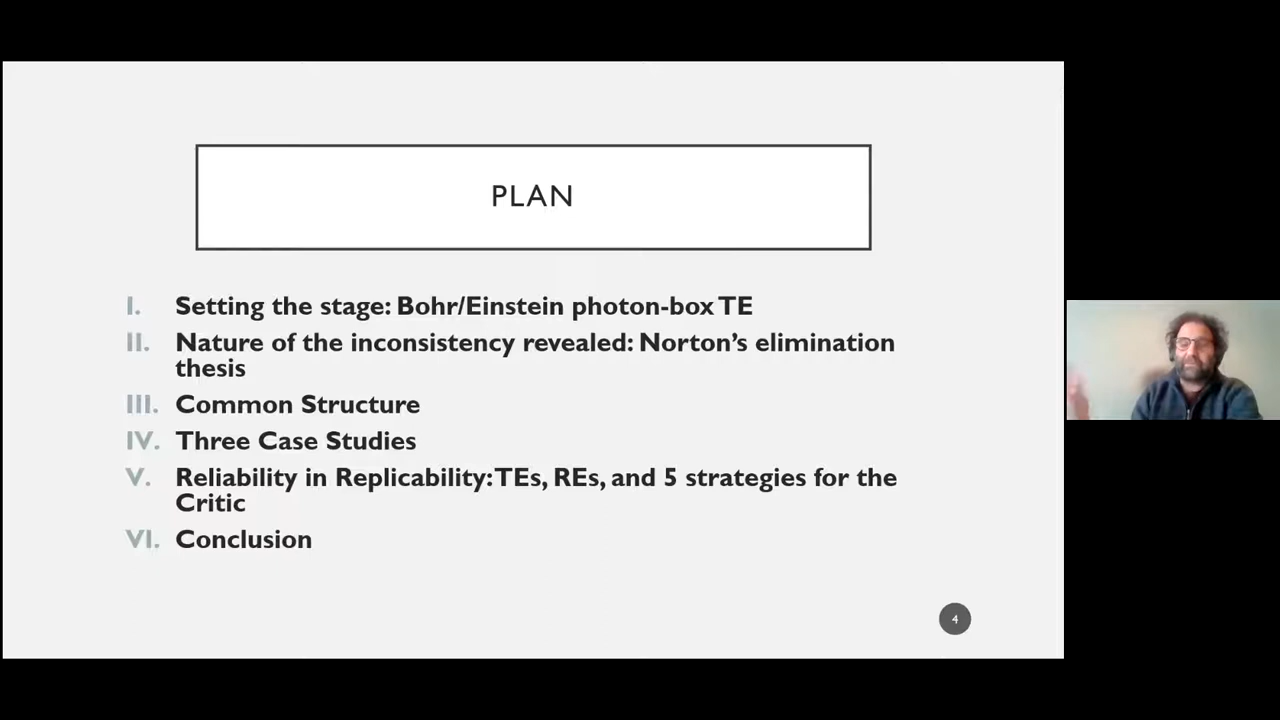 PLAN
I. Setting the stage: Bohr/Einstein photon-box TE
II. Nature of the inconsistency revealed: Norton’s elimination
thesis
III. Common Structure
IV. Three Case Studies
V. Reliability in Replicability: TEs, REs, and 5 strategies for the
Critic
VI. Conclusion
4